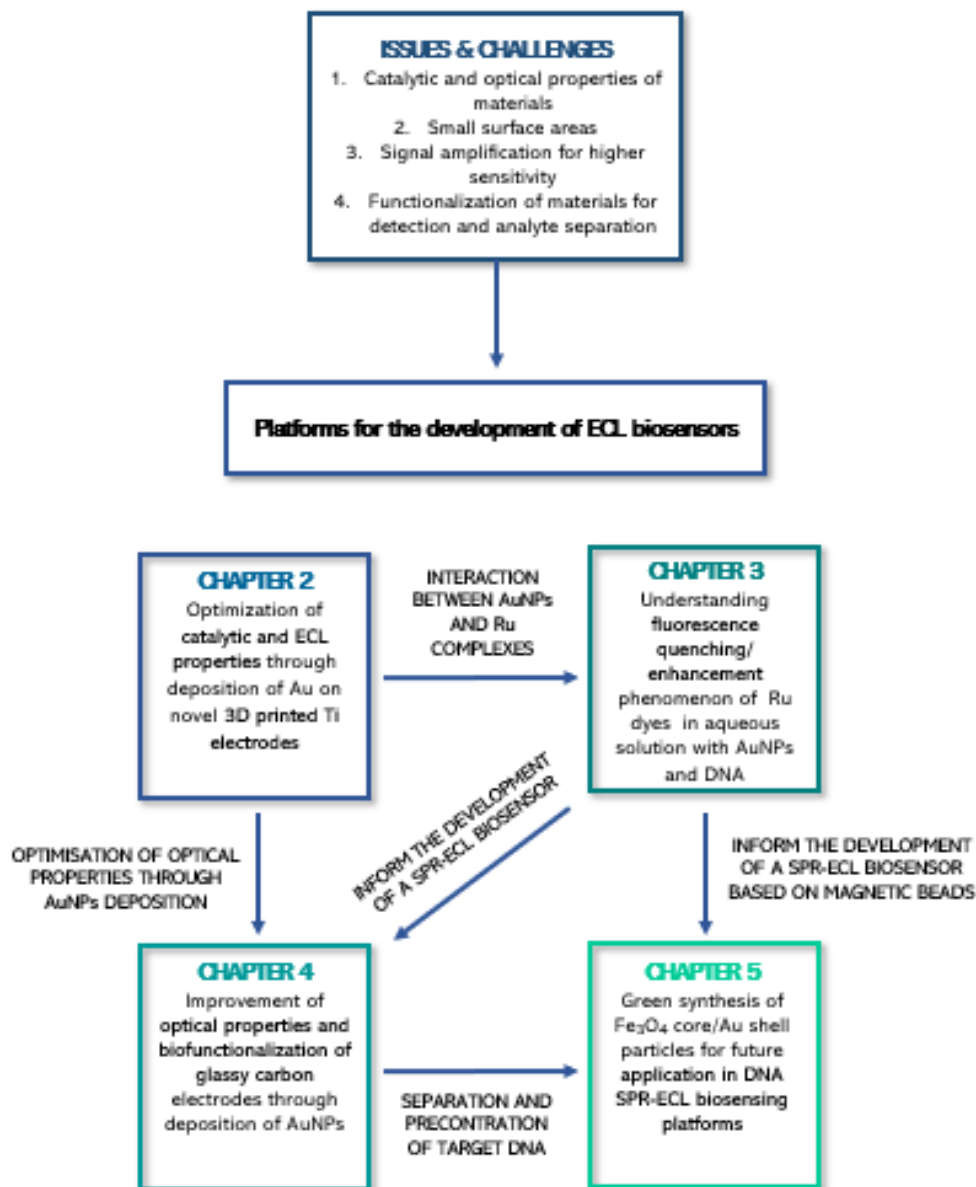 ISSUES & CHALLENGES
1. Catalytic and optical properties of
materials
2. Small surface areas
3. Signal amplification for higher
sensitivity
4. Functionalization of materials for
detection and analyte separation
Platforms for the development of ECL biosensors
CHAPTER 2
Optimization of
catalytic and ECL
properties through
deposition of Au on
novel 3D printed Ti
electrodes
INTERACTION
BETWEEN AuNPs
AND Ru
COMPLEXES
CHAPTER 3
Understanding
fluorescence
quenching/
enhancement
phenomenon of Ru
dyes in aqueous
solution with AuNPs
and DNA
OPTIMISATION OF OPTICAL
PROPERTIES THROUGH
AuNPs DEPOSITION
INFORM THE DEVELOPMENT
OF A SPR-ECL BIOSENSOR
INFORM THE DEVELOPMENT
OF A SPR-ECL BIOSENSOR
BASED ON MAGNETIC BEADS
CHAPTER 4
Improvement of
optical properties and
biofunctionalization of
glassy carbon
electrodes through
deposition of AuNPs
SEPARATION AND
PRECONTRATION
OF TARGET DNA
CHAPTER 5
Green synthesis of
Fe₃O₄ core/Au shell
particles for future
application in DNA
SPR-ECL biosensing
platforms